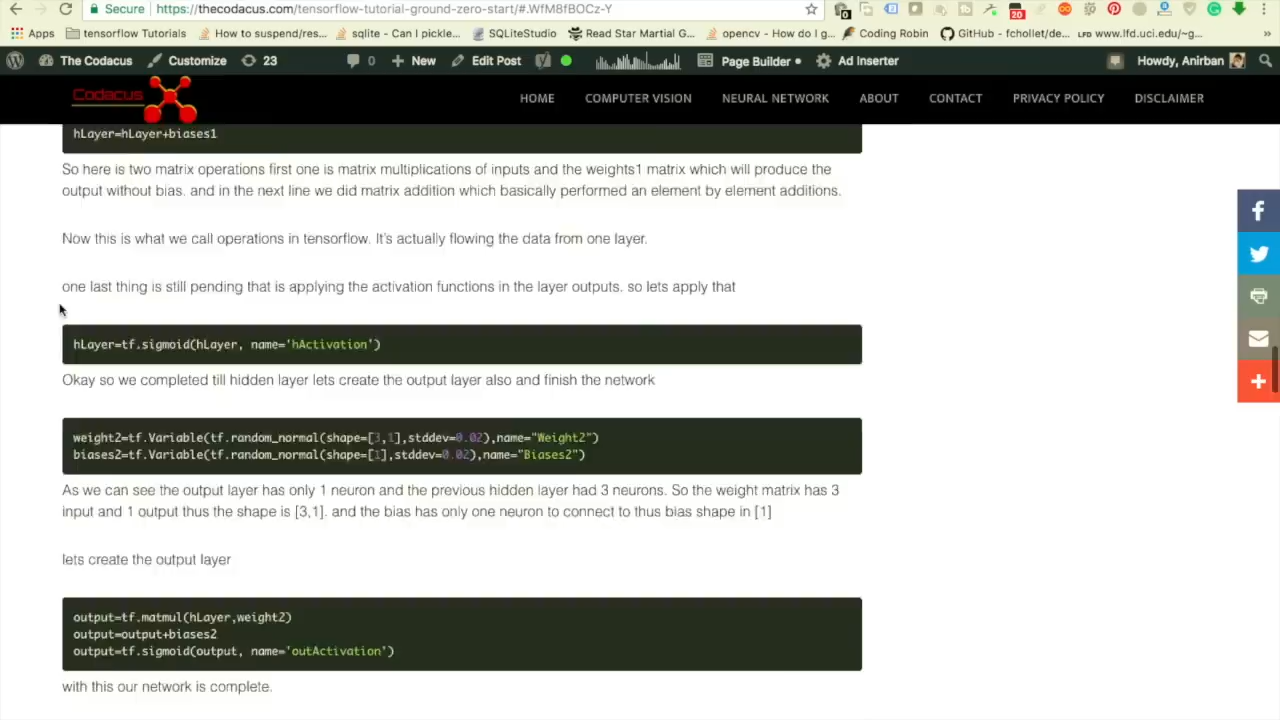 Secure https://thecodacus.com/tensorflow-tutorial-ground-zero-start/#.WfM8fBOCz-Y
20
Apps tensorflow Tutorials How to suspend/res... sqlite - Can I pickle... SQLiteStudio Read Star Martial G... opencv - How do I g... Coding Robin GitHub - fchollet/de... LFD www.lfd.uci.edu/~g... »
The Codacus Customize 23 0 New Edit Post Page Builder Ad Inserter Howdy, Anirban
Codacus HOME COMPUTER VISION NEURAL NETWORK ABOUT CONTACT PRIVACY POLICY DISCLAIMER
hLayer=hLayer+biases1
So here is two matrix operations first one is matrix multiplications of inputs and the weights1 matrix which will produce the
output without bias. and in the next line we did matrix addition which basically performed an element by element additions.
Now this is what we call operations in tensorflow. It's actually flowing the data from one layer.
one last thing is still pending that is applying the activation functions in the layer outputs. so lets apply that
hLayer=tf.sigmoid(hLayer, name='hActivation')
Okay so we completed till hidden layer lets create the output layer also and finish the network
weight2=tf.Variable(tf.random_normal(shape=[3,1],stddev=0.02),name="Weight2")
biases2=tf.Variable(tf.random_normal(shape=[1],stddev=0.02),name="Biases2")
As we can see the output layer has only 1 neuron and the previous hidden layer had 3 neurons. So the weight matrix has 3
input and 1 output thus the shape is [3,1]. and the bias has only one neuron to connect to thus bias shape in [1]
lets create the output layer
output=tf.matmul(hLayer,weight2)
output=output+biases2
output=tf.sigmoid(output, name='outActivation')
with this our network is complete.